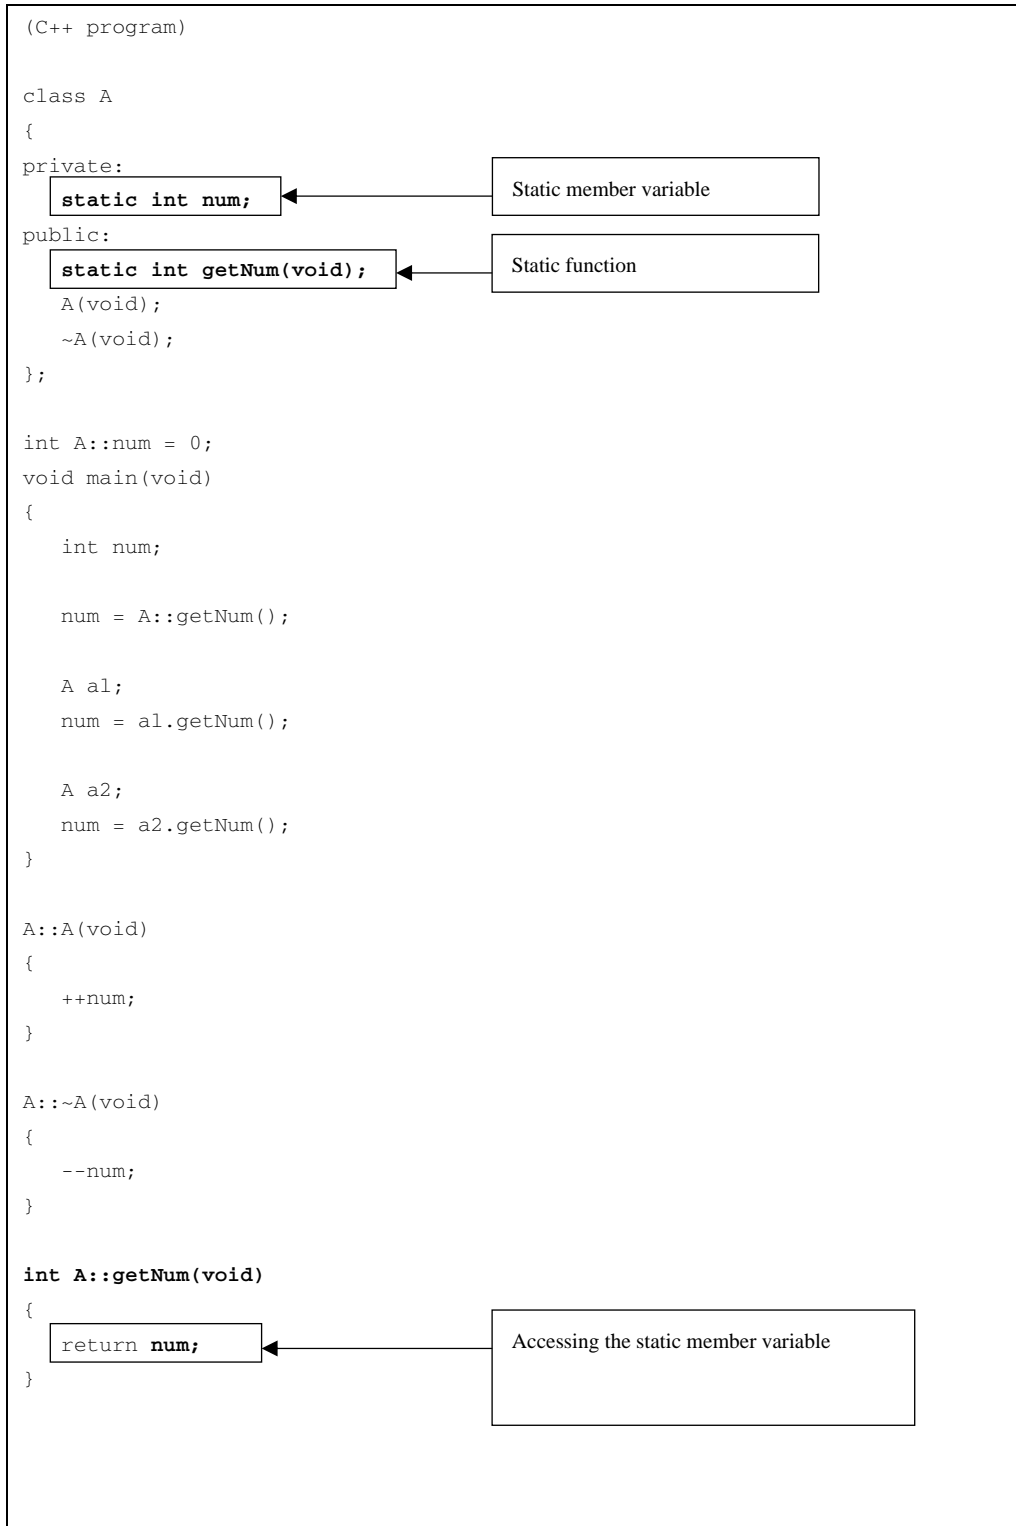 (C++ program)
class A
{
private:
static int num;
Static member variable
public:
static int getNum(void);
Static function
A(void);
~A(void);
};
int A::num = 0;
void main(void)
{
int num;
num = A::getNum();
A a1;
num = a1.getNum();
A a2;
num = a2.getNum();
}
A::A(void)
{
++num;
}
A::~A(void)
{
--num;
}
int A::getNum(void)
{
return num;
Accessing the static member variable
}